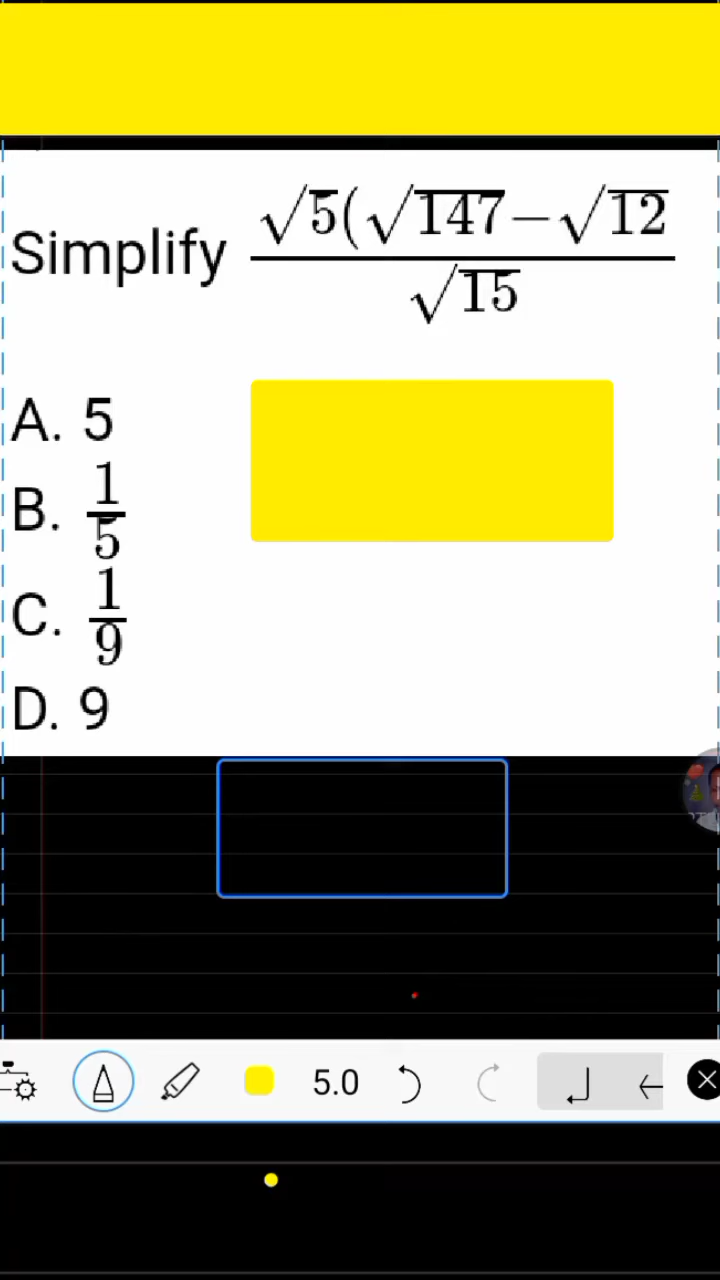 Simplify √5(√147−√12 / √15
A. 5
B. 1/5
C. 1/9
D. 9
5.0